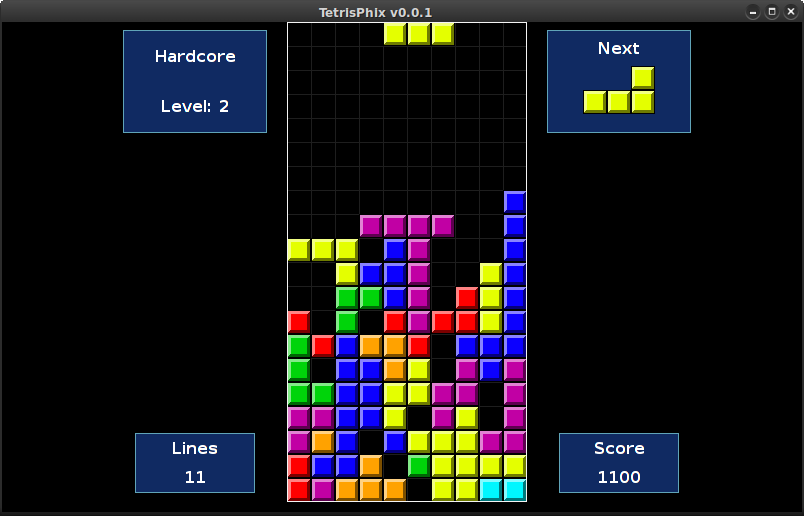 TetrisPhix v0.0.1
Hardcore
Level: 2
Next
Lines
11
Score
1100